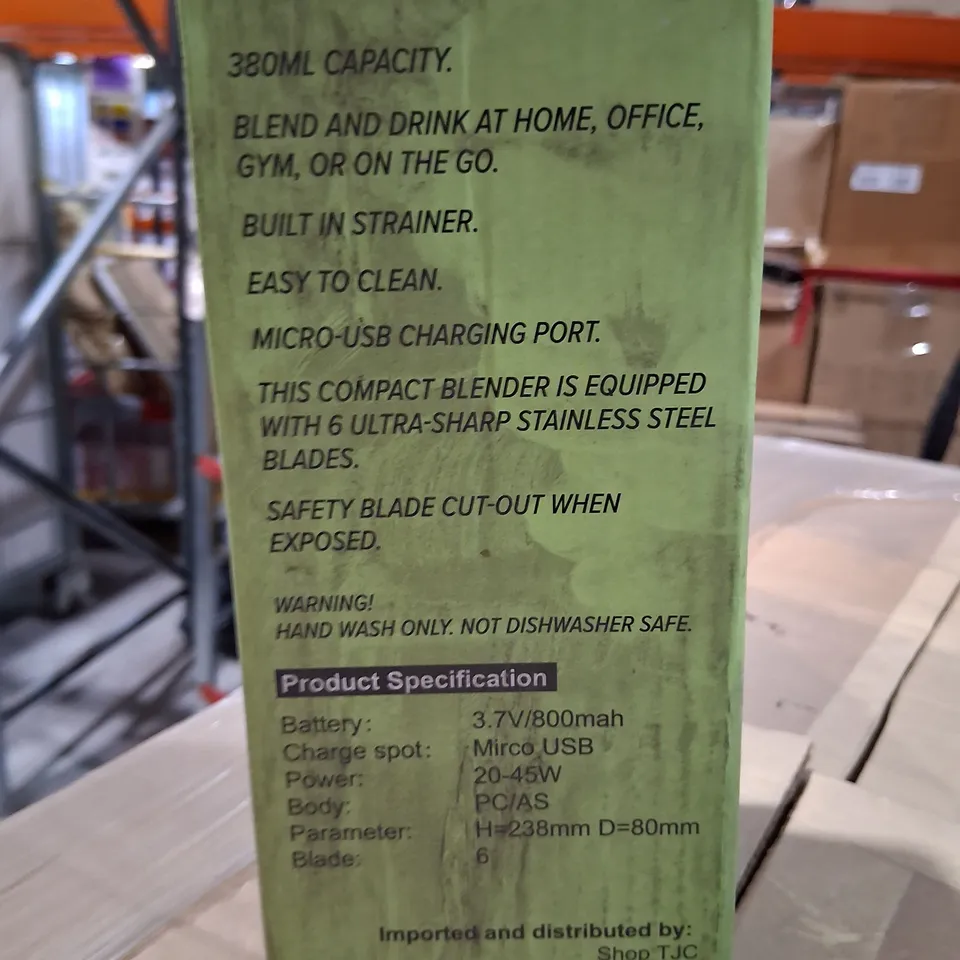 380ML CAPACITY.
BLEND AND DRINK AT HOME, OFFICE,
GYM, OR ON THE GO.
BUILT IN STRAINER.
EASY TO CLEAN.
MICRO-USB CHARGING PORT.
THIS COMPACT BLENDER IS EQUIPPED
WITH 6 ULTRA-SHARP STAINLESS STEEL
BLADES.
SAFETY BLADE CUT-OUT WHEN
EXPOSED.
WARNING!
HAND WASH ONLY. NOT DISHWASHER SAFE.
Product Specification
Battery: 3.7V/800mah
Charge spot: Mirco USB
Power: 20-45W
Body: PC/AS
Parameter: H=238mm D=80mm
Blade: 6
Imported and distributed by:
Shop TJC